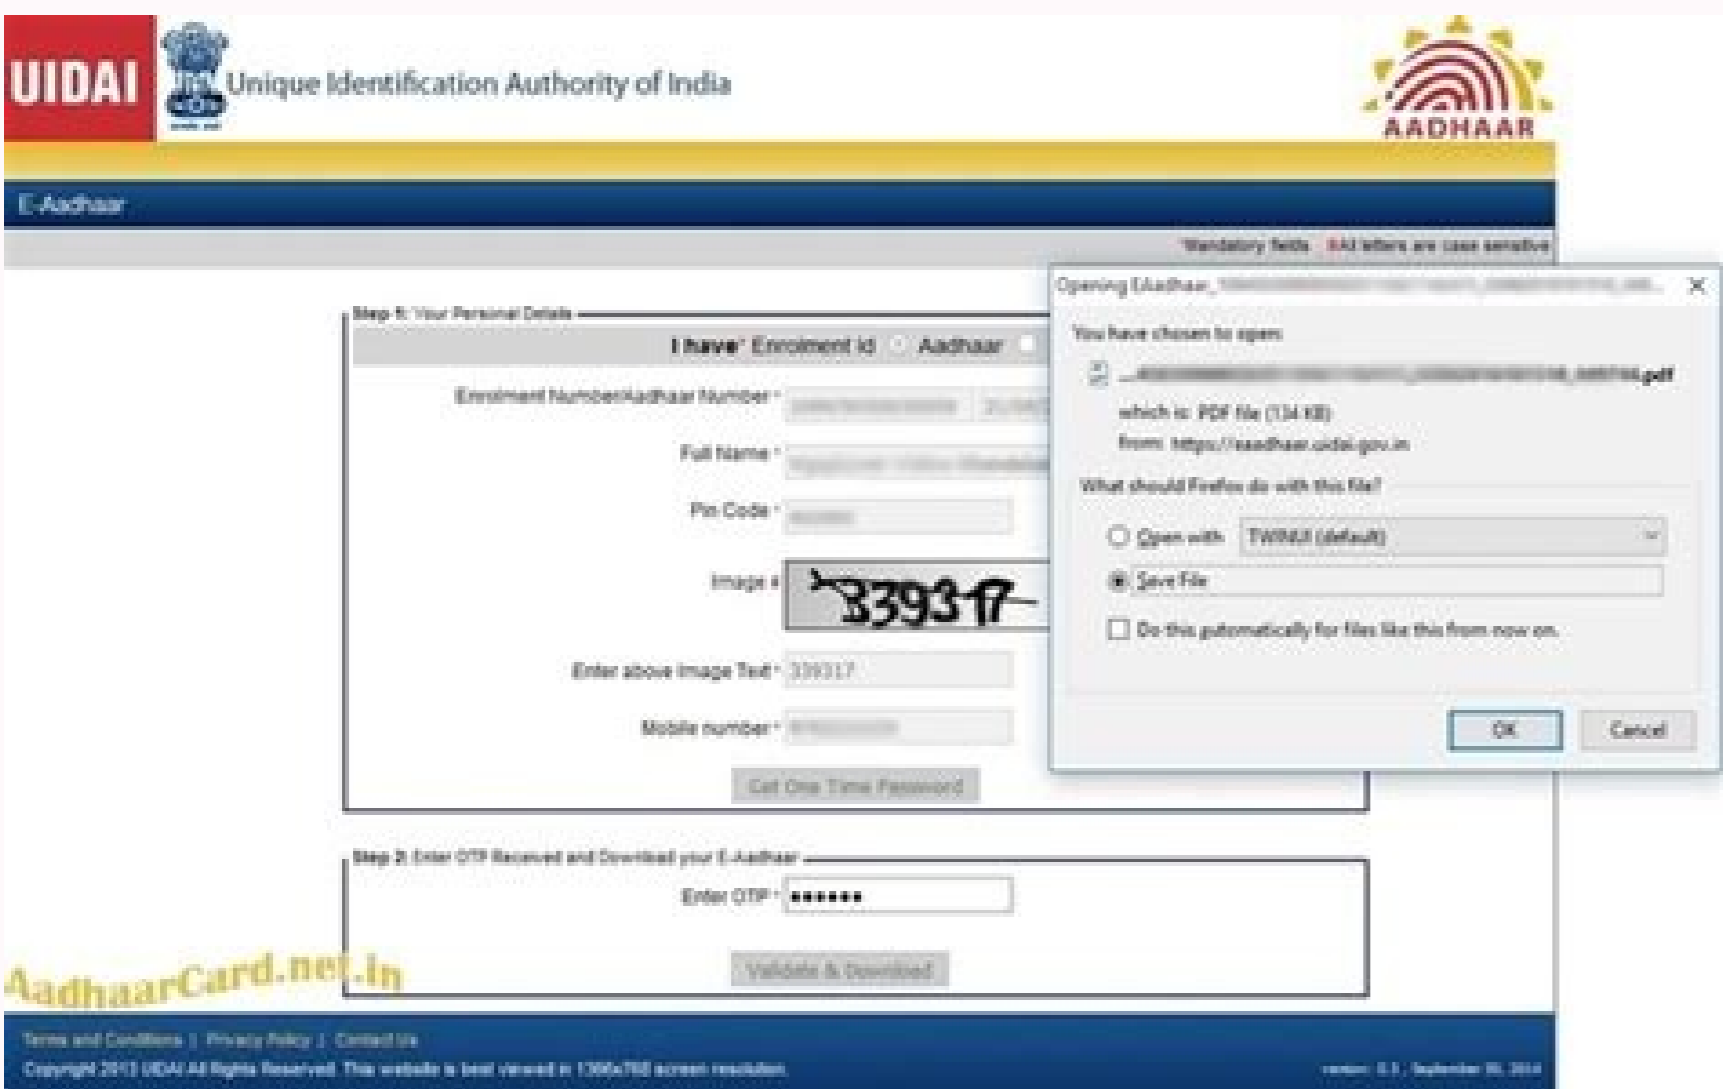 UIDAI
Unique Identification Authority of India
AADHAAR
E-Aadhaar
*Mandatory fields #All letters are case sensitive
Step 1: Your Personal Details
I have* Enrolment id Aadhaar
Enrolment Number/Aadhaar Number *
Full Name *
Pin Code *
Image #
339317
Enter above Image Text * 339317
Mobile number *
Get One Time Password
Opening EAadhaar_
You have chosen to open:
.pdf
which is: PDF file (134 KB)
from: https://eaadhaar.uidai.gov.in
What should Firefox do with this file?
Open with TWINUI (default)
Save File
Do this automatically for files like this from now on.
OK Cancel
Step 2: Enter OTP Received and Download your E-Aadhaar
Enter OTP * ••••••
Validate & Download
AadhaarCard.net.in
Terms and Conditions | Privacy Policy | Contact Us
Copyright 2013 UIDAI All Rights Reserved. This website is best viewed in 1366x768 screen resolution.
version: 0.3, September 30, 2014